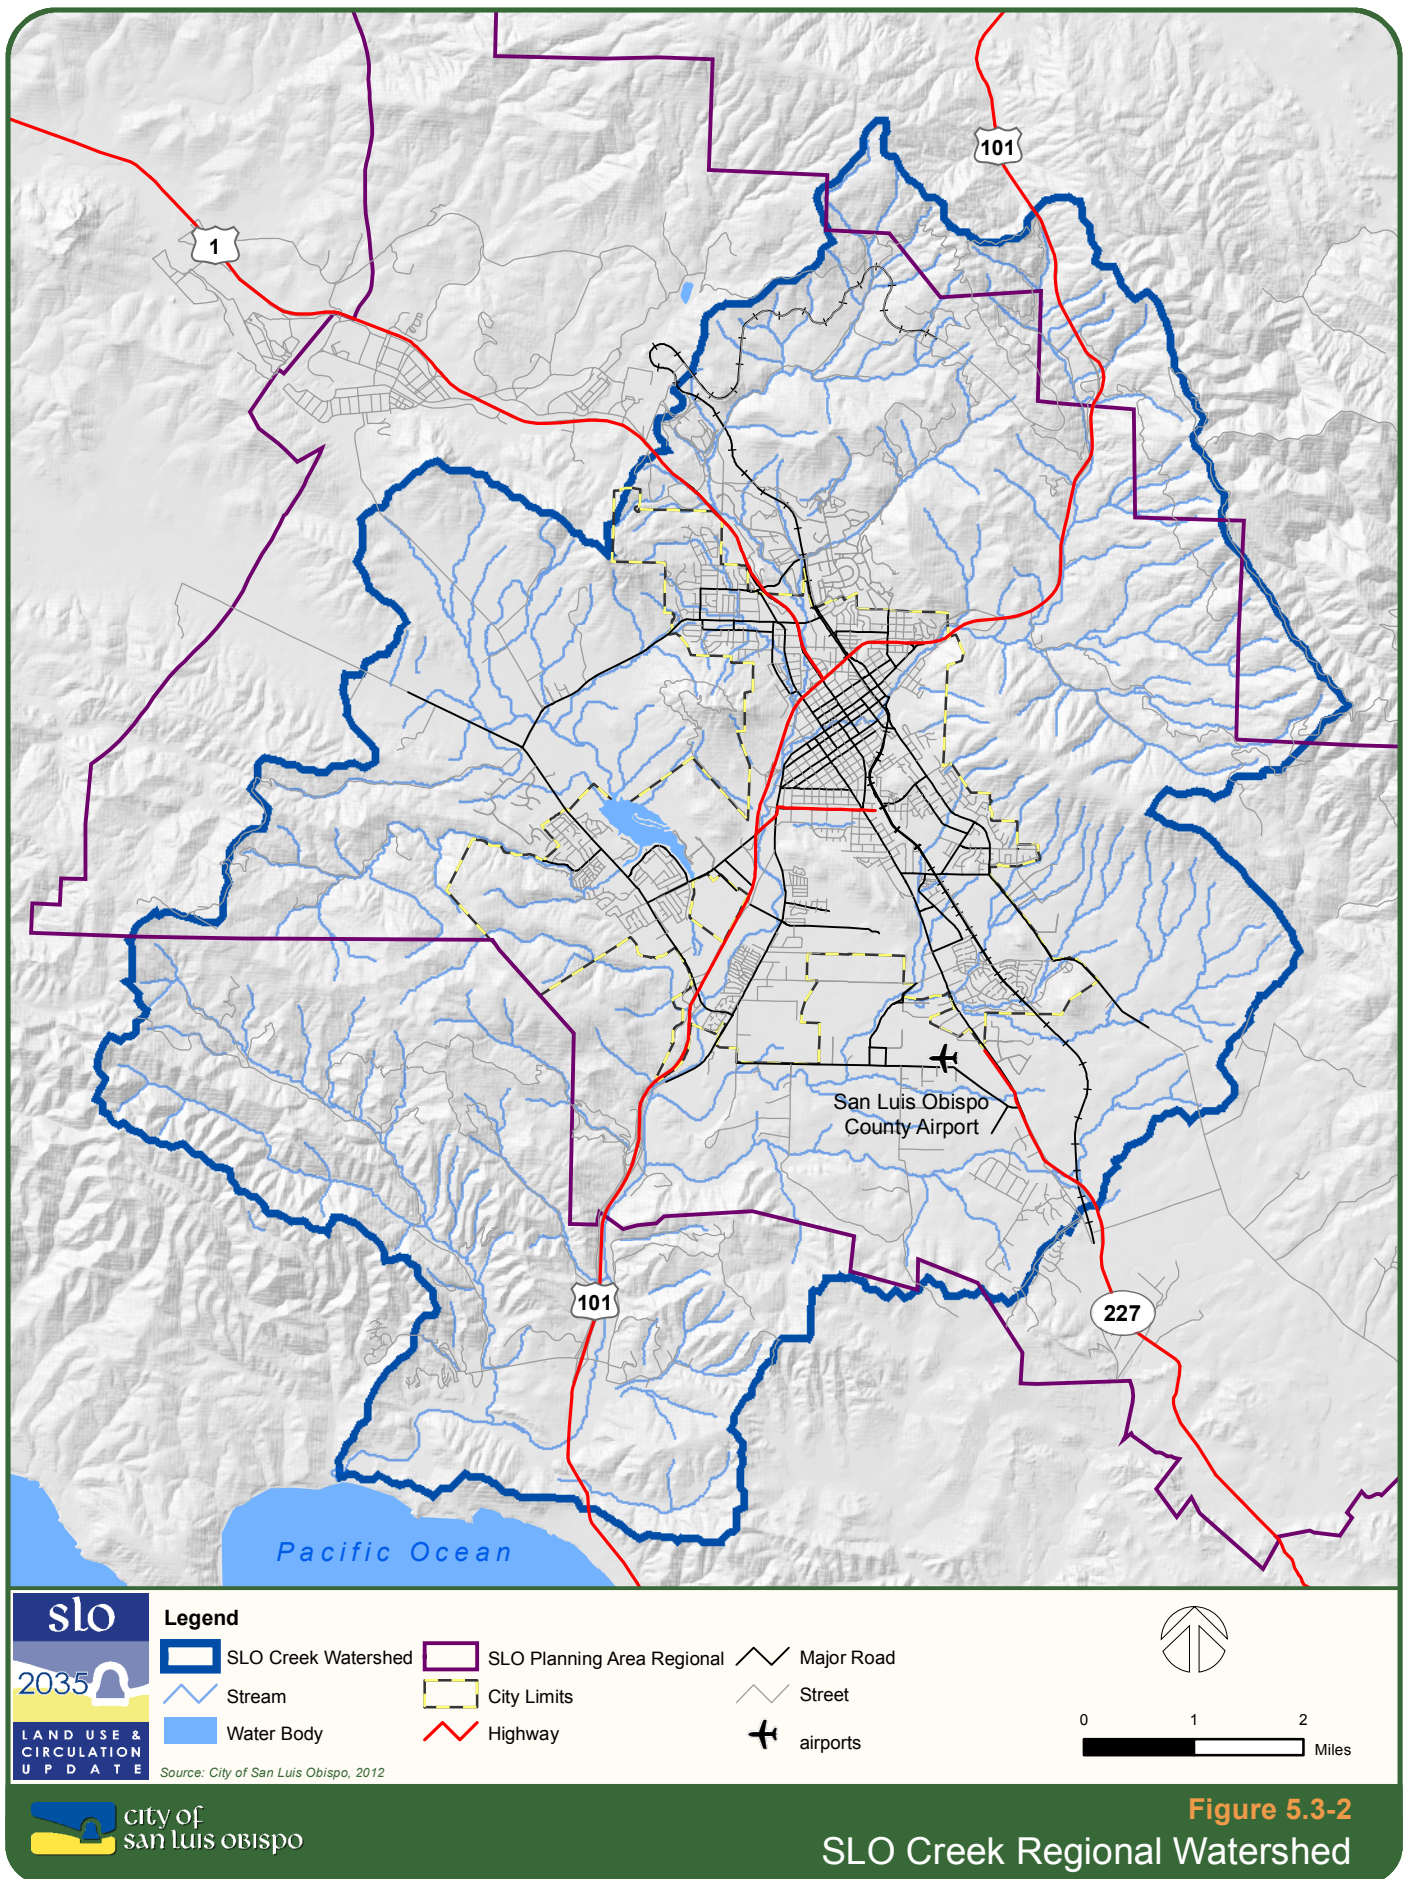 101
1
San Luis Obispo
County Airport
101
227
Pacific Ocean
slo
2035
LAND USE &
CIRCULATION
UPDATE
Legend
SLO Creek Watershed
Stream
Water Body
SLO Planning Area Regional
City Limits
Highway
Major Road
Street
airports
0 1 2
Miles
Source: City of San Luis Obispo, 2012
city of
san luis obispo
Figure 5.3-2
SLO Creek Regional Watershed